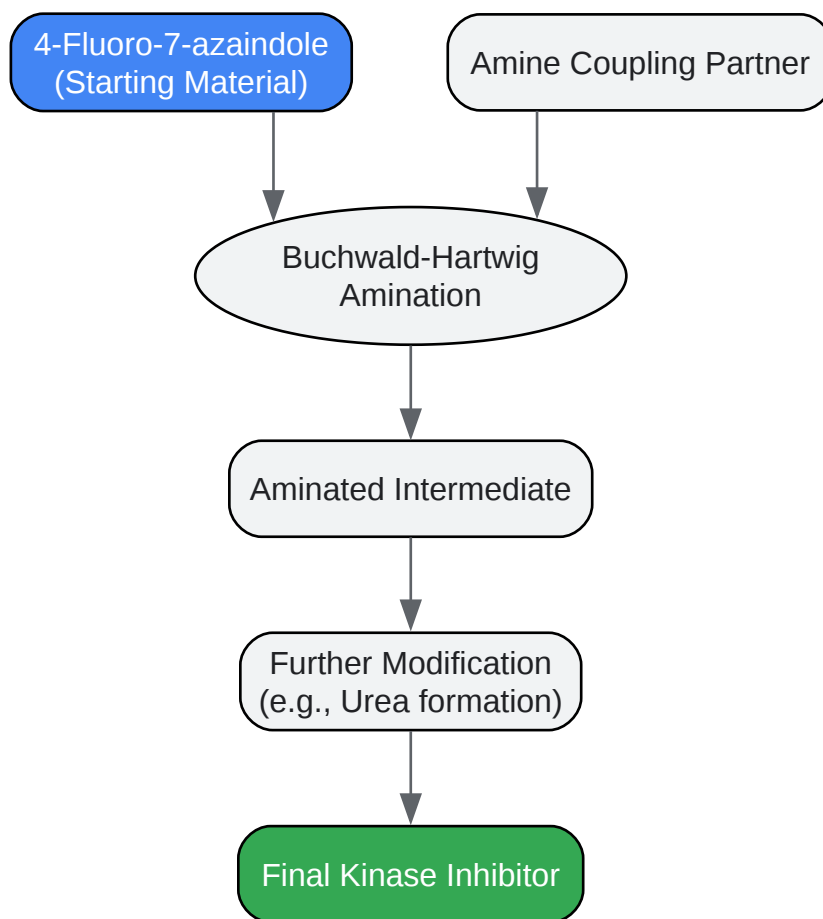 4-Fluoro-7-azaindole
(Starting Material)
Amine Coupling Partner
Buchwald-Hartwig
Amination
Aminated Intermediate
Further Modification
(e.g., Urea formation)
Final Kinase Inhibitor